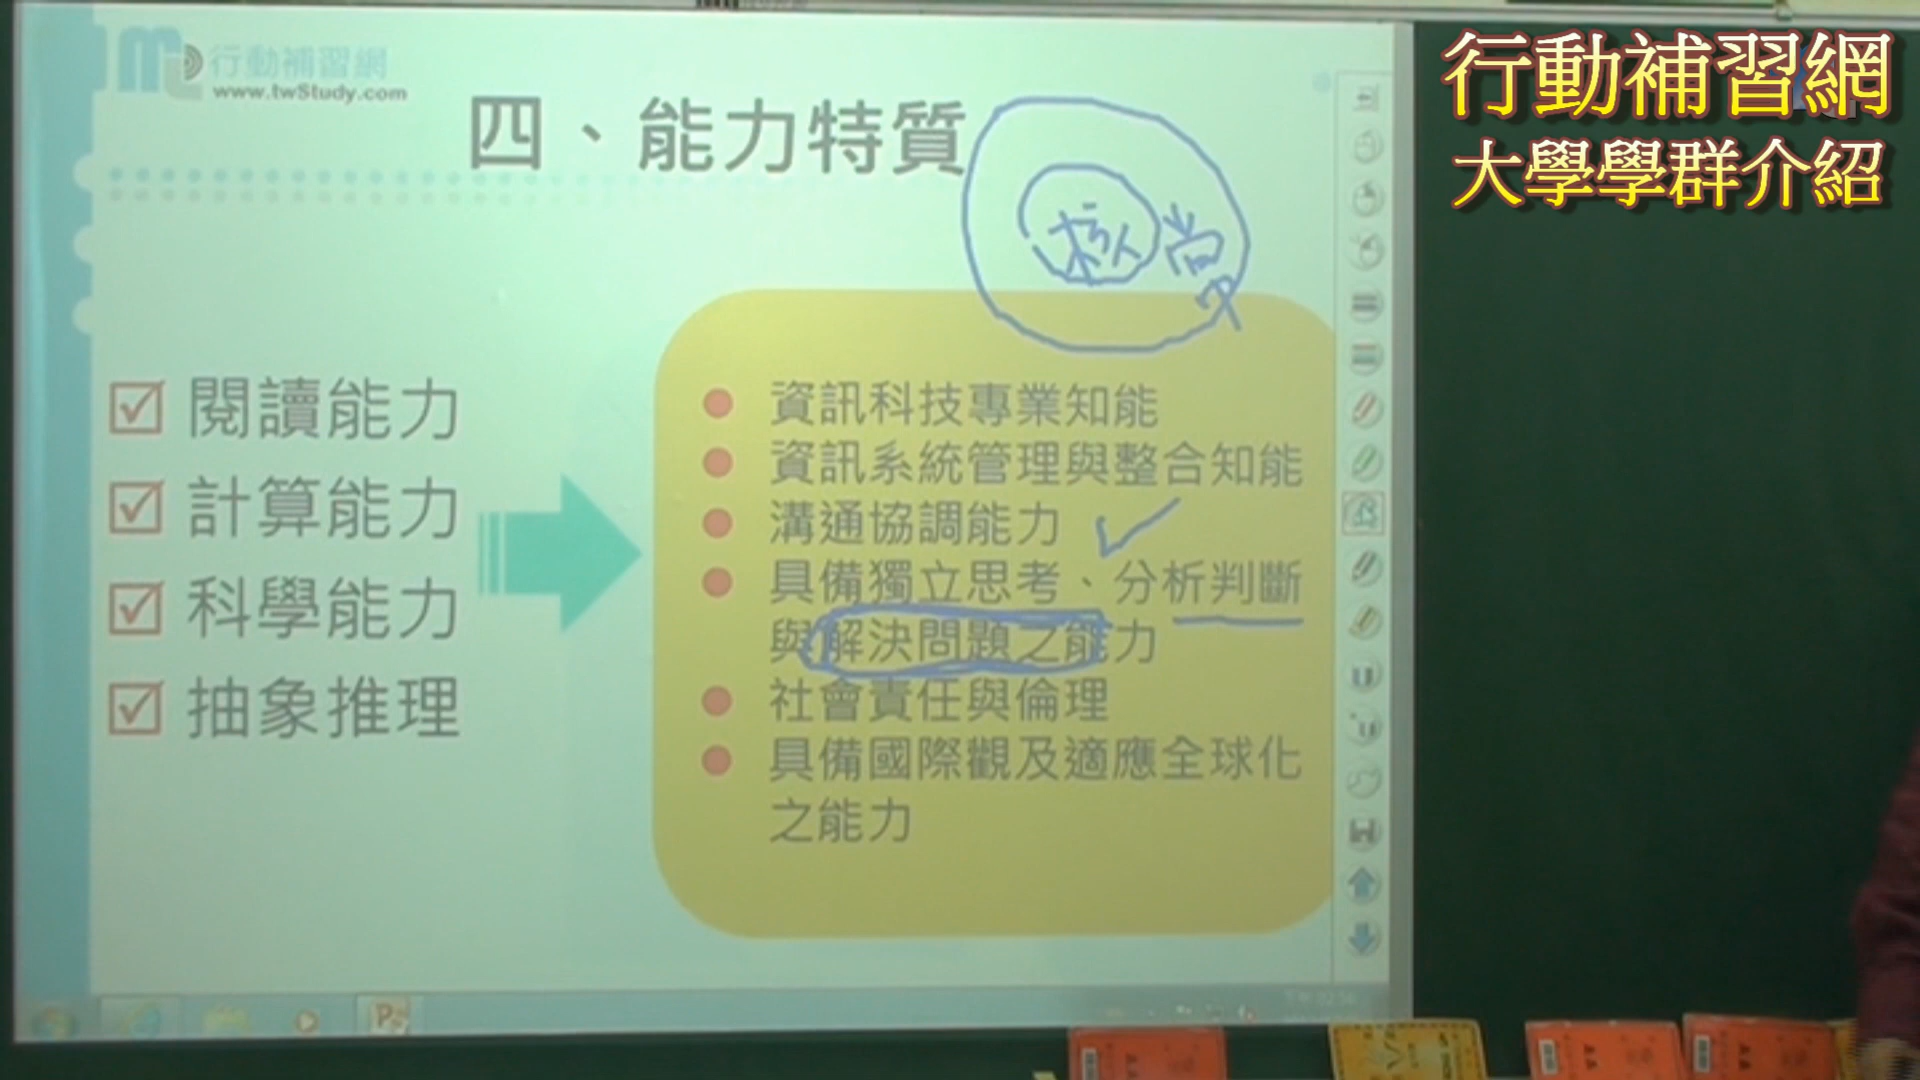 行動補習網
www.twStudy.com
行動補習網
大學學群介紹
四、能力特質
核心
尚
閱讀能力
計算能力
科學能力
抽象推理
資訊科技專業知能
資訊系統管理與整合知能
溝通協調能力
具備獨立思考、分析判斷
與解決問題之能力
社會責任與倫理
具備國際觀及適應全球化
之能力